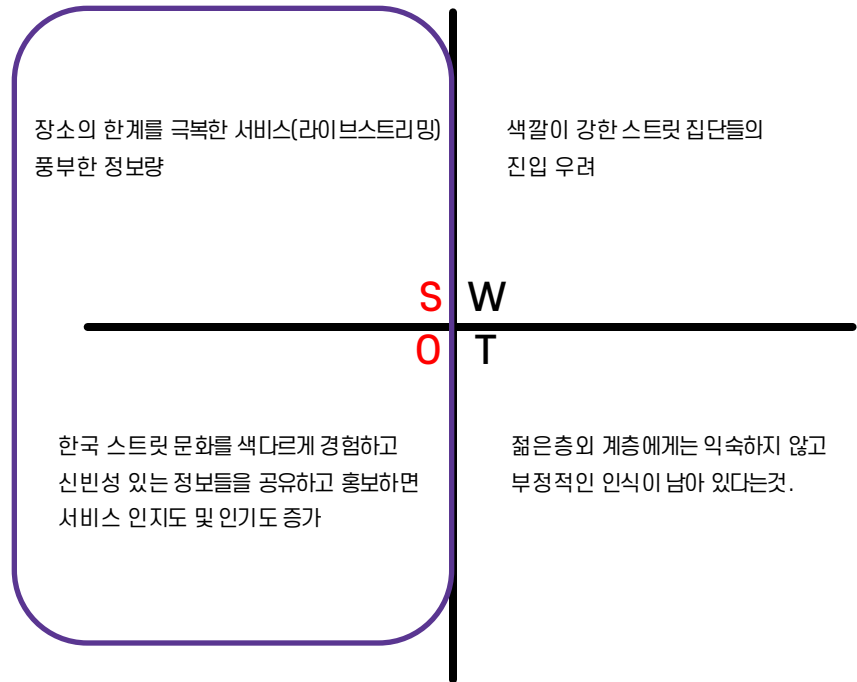 장소의 한계를 극복한 서비스(라이브스트리밍)
풍부한 정보량
색깔이 강한 스트릿 집단들의
진입 우려
S W
O T
한국 스트릿 문화를 색다르게 경험하고
신빈성 있는 정보들을 공유하고 홍보하면
서비스 인지도 및 인기도 증가
젊은층외 계층에게는 익숙하지 않고
부정적인 인식이 남아 있다는것.